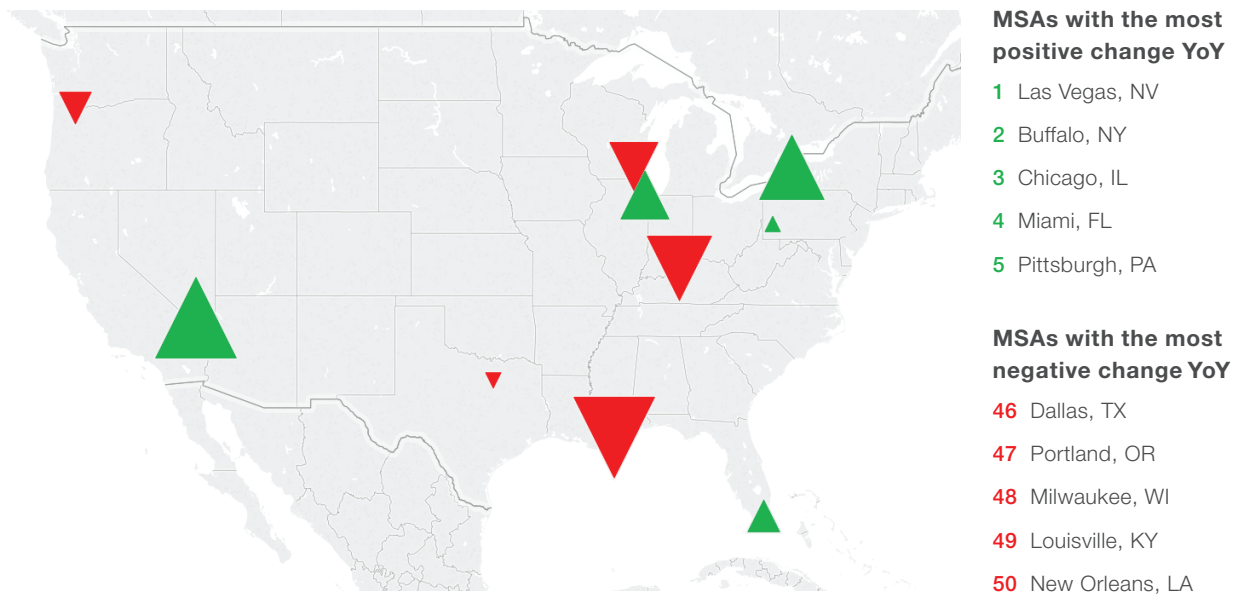 MSAs with the most
positive change YoY
1 Las Vegas, NV
2 Buffalo, NY
3 Chicago, IL
4 Miami, FL
5 Pittsburgh, PA
MSAs with the most
negative change YoY
46 Dallas, TX
47 Portland, OR
48 Milwaukee, WI
49 Louisville, KY
50 New Orleans, LA